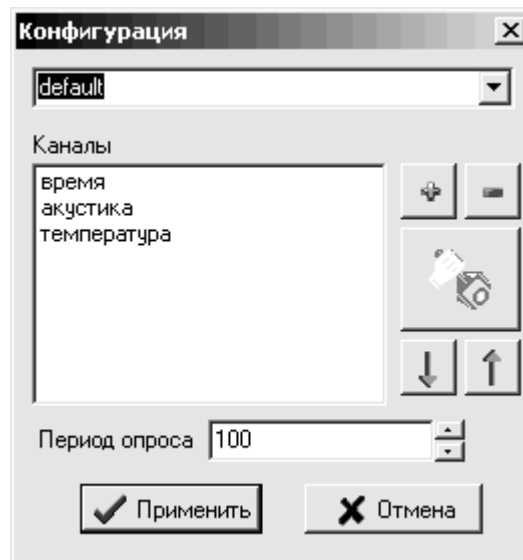 Конфигурация
default
Каналы
время
акустика
температура
Период опроса 100
Применить Отмена